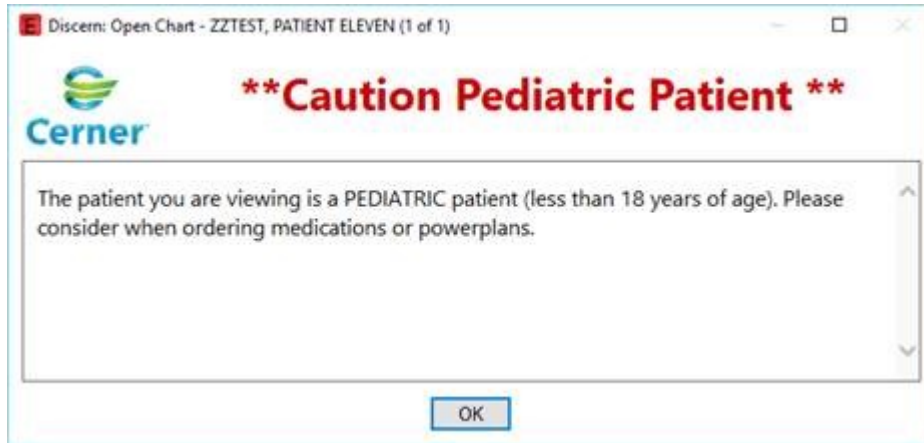 Discern: Open Chart - ZZTEST, PATIENT ELEVEN (1 of 1)
**Caution Pediatric Patient **
Cerner
The patient you are viewing is a PEDIATRIC patient (less than 18 years of age). Please
consider when ordering medications or powerplans.
OK